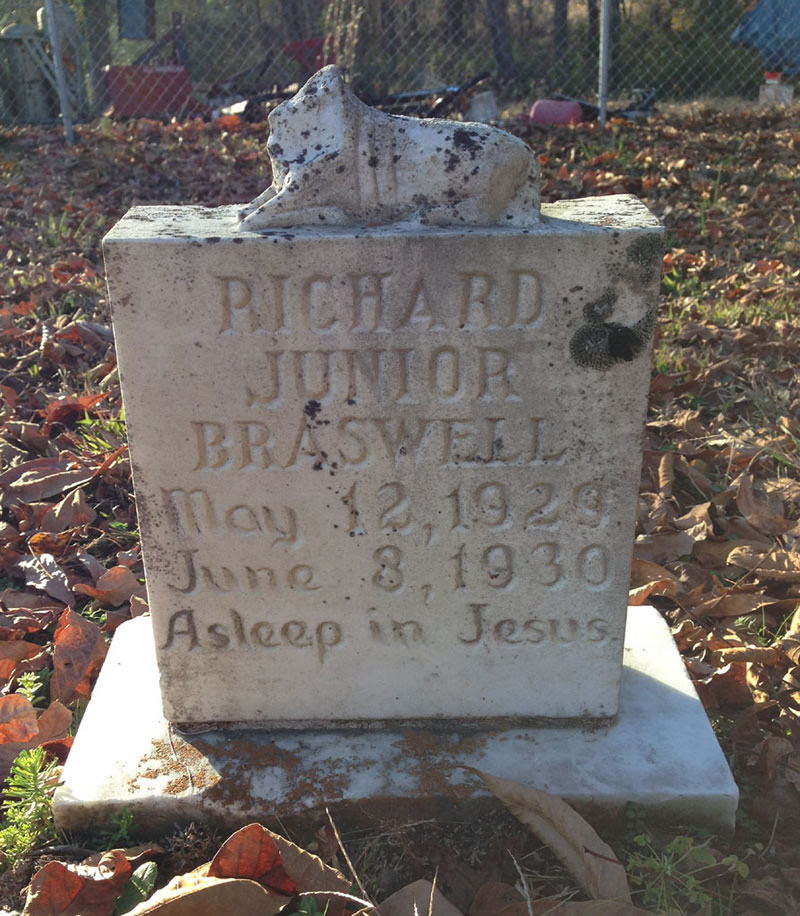 RICHARD
JUNIOR
BRASWELL
May 12, 1929
June 8, 1930
Asleep in Jesus.